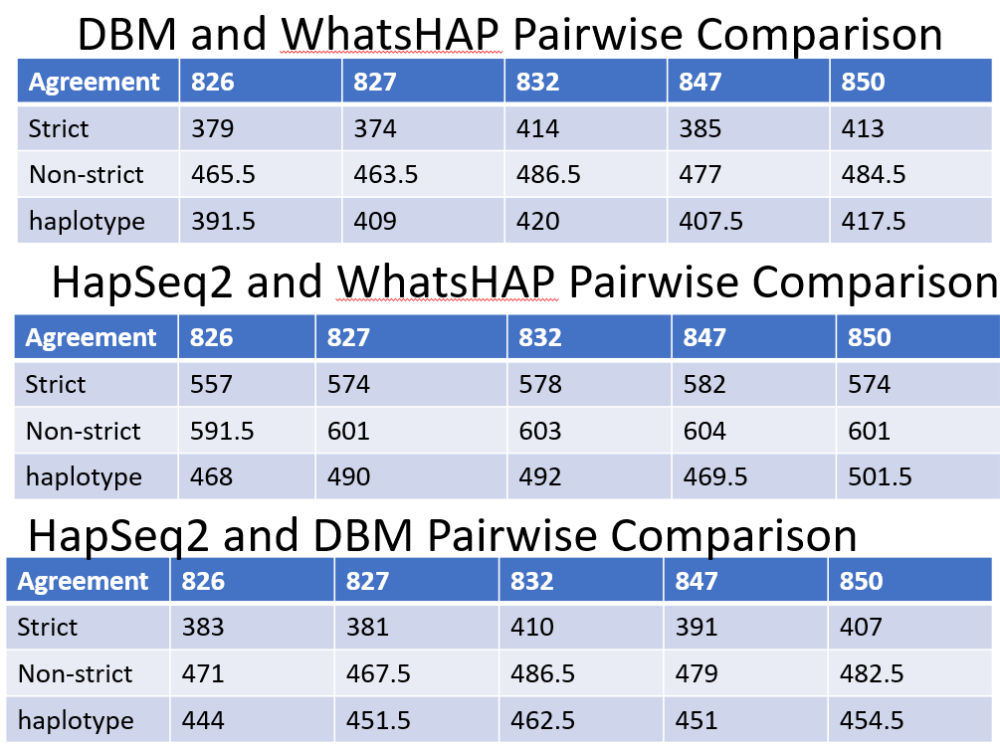 DBM and WhatsHAP Pairwise Comparison
Agreement 826 827 832 847 850
Strict 379 374 414 385 413
Non-strict 465.5 463.5 486.5 477 484.5
haplotype 391.5 409 420 407.5 417.5
HapSeq2 and WhatsHAP Pairwise Comparison
Agreement 826 827 832 847 850
Strict 557 574 578 582 574
Non-strict 591.5 601 603 604 601
haplotype 468 490 492 469.5 501.5
HapSeq2 and DBM Pairwise Comparison
Agreement 826 827 832 847 850
Strict 383 381 410 391 407
Non-strict 471 467.5 486.5 479 482.5
haplotype 444 451.5 462.5 451 454.5